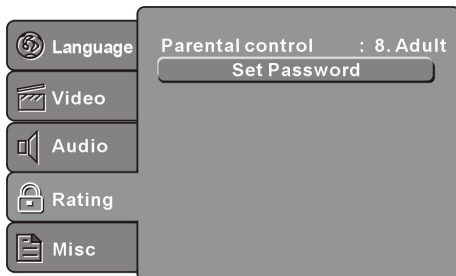 Language
Video
Audio
Rating
Misc
Parental control : 8. Adult
Set Password